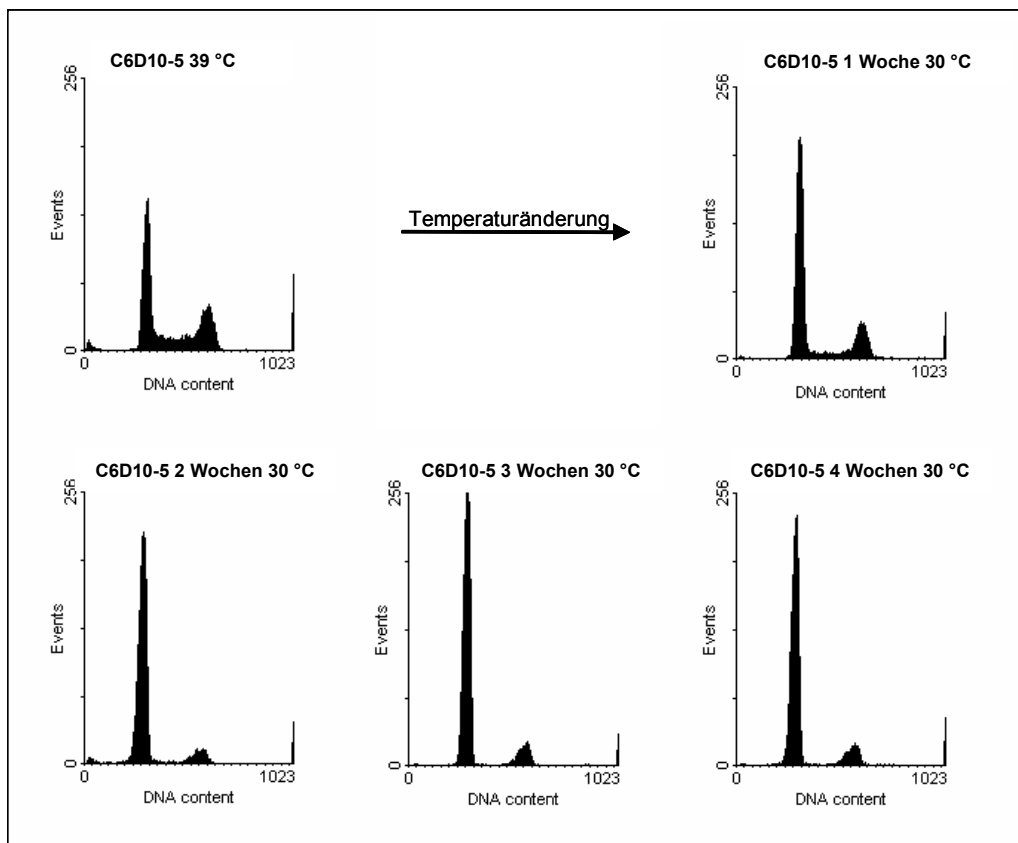 C6D10-5 39 °C
256
Events
0
0
1023
DNA content
Temperaturänderung
C6D10-5 1 Woche 30 °C
256
Events
0
0
1023
DNA content
C6D10-5 2 Wochen 30 °C
256
Events
0
0
1023
DNA content
C6D10-5 3 Wochen 30 °C
256
Events
0
0
1023
DNA content
C6D10-5 4 Wochen 30 °C
256
Events
0
0
1023
DNA content